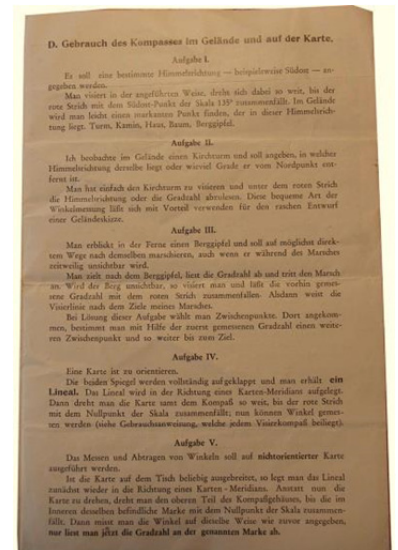 D. Gebrauch des Kompasses im Gelände und auf der Karte.
Aufgabe I.
Es soll eine bestimmte Himmelsrichtung — beispielsweise Südost — an-
gegeben werden.
Man visiert in der angeführten Weise, dreht sich dabei so weit, bis der
rote Strich mit dem Südost-Punkt der Skala 135° zusammenfällt. Im Gelände
wird man leicht einen markanten Punkt finden, der in dieser Himmelsrich-
tung liegt. Turm, Kamin, Haus, Baum, Berggipfel.
Aufgabe II.
Ich beobachte im Gelände einen Kirchturm und soll angeben, in welcher
Himmelsrichtung derselbe liegt oder wieviel Grade er vom Nordpunkt ent-
fernt ist.
Man hat einfach den Kirchturm zu visieren und unter dem roten Strich
die Himmelsrichtung oder die Gradzahl abzulesen. Diese bequeme Art der
Winkelmessung läßt sich mit Vorteil verwenden für den raschen Entwurf
einer Geländeskizze.
Aufgabe III.
Man erblickt in der Ferne einen Berggipfel und soll auf möglichst direk-
tem Wege nach demselben marschieren, auch wenn er während des Marsches
zeitweilig unsichtbar wird.
Man zielt nach dem Berggipfel, liest die Gradzahl ab und tritt den Marsch
an. Wird der Berg unsichtbar, so visiert man und läßt die vorhin gemes-
sene Gradzahl mit dem roten Strich zusammenfallen. Alsdann weist die
Visierlinie nach dem Ziele meines Marsches.
Bei Lösung dieser Aufgabe wählt man Zwischenpunkte. Dort angekom-
men, bestimmt man mit Hilfe der zuerst gemessenen Gradzahl einen weite-
ren Zwischenpunkt und so weiter bis zum Ziel.
Aufgabe IV.
Eine Karte ist zu orientieren.
Die beiden Spiegel werden vollständig aufgeklappt und man erhält ein
Lineal. Das Lineal wird in der Richtung eines Karten-Meridians aufgelegt.
Dann dreht man die Karte samt dem Kompaß so weit, bis der rote Strich
mit dem Nullpunkt der Skala zusammenfällt; nun können Winkel gemes-
sen werden (siehe Gebrauchsanweisung, welche jedem Visierkompaß beiliegt).
Aufgabe V.
Das Messen und Abtragen von Winkeln soll auf nichtorientierter Karte
ausgeführt werden.
Ist die Karte auf dem Tisch beliebig ausgebreitet, so legt man das Lineal
zunächst wieder in die Richtung eines Karten-Meridians. Anstatt nun die
Karte zu drehen, dreht man den oberen Teil des Kompaßgehäuses, bis die im
Inneren desselben befindliche Marke mit dem Nullpunkt der Skala zusammen-
fällt. Dann misst man die Winkel auf dieselbe Weise wie zuvor angegeben,
nur liest man jetzt die Gradzahl an der genannten Marke ab.